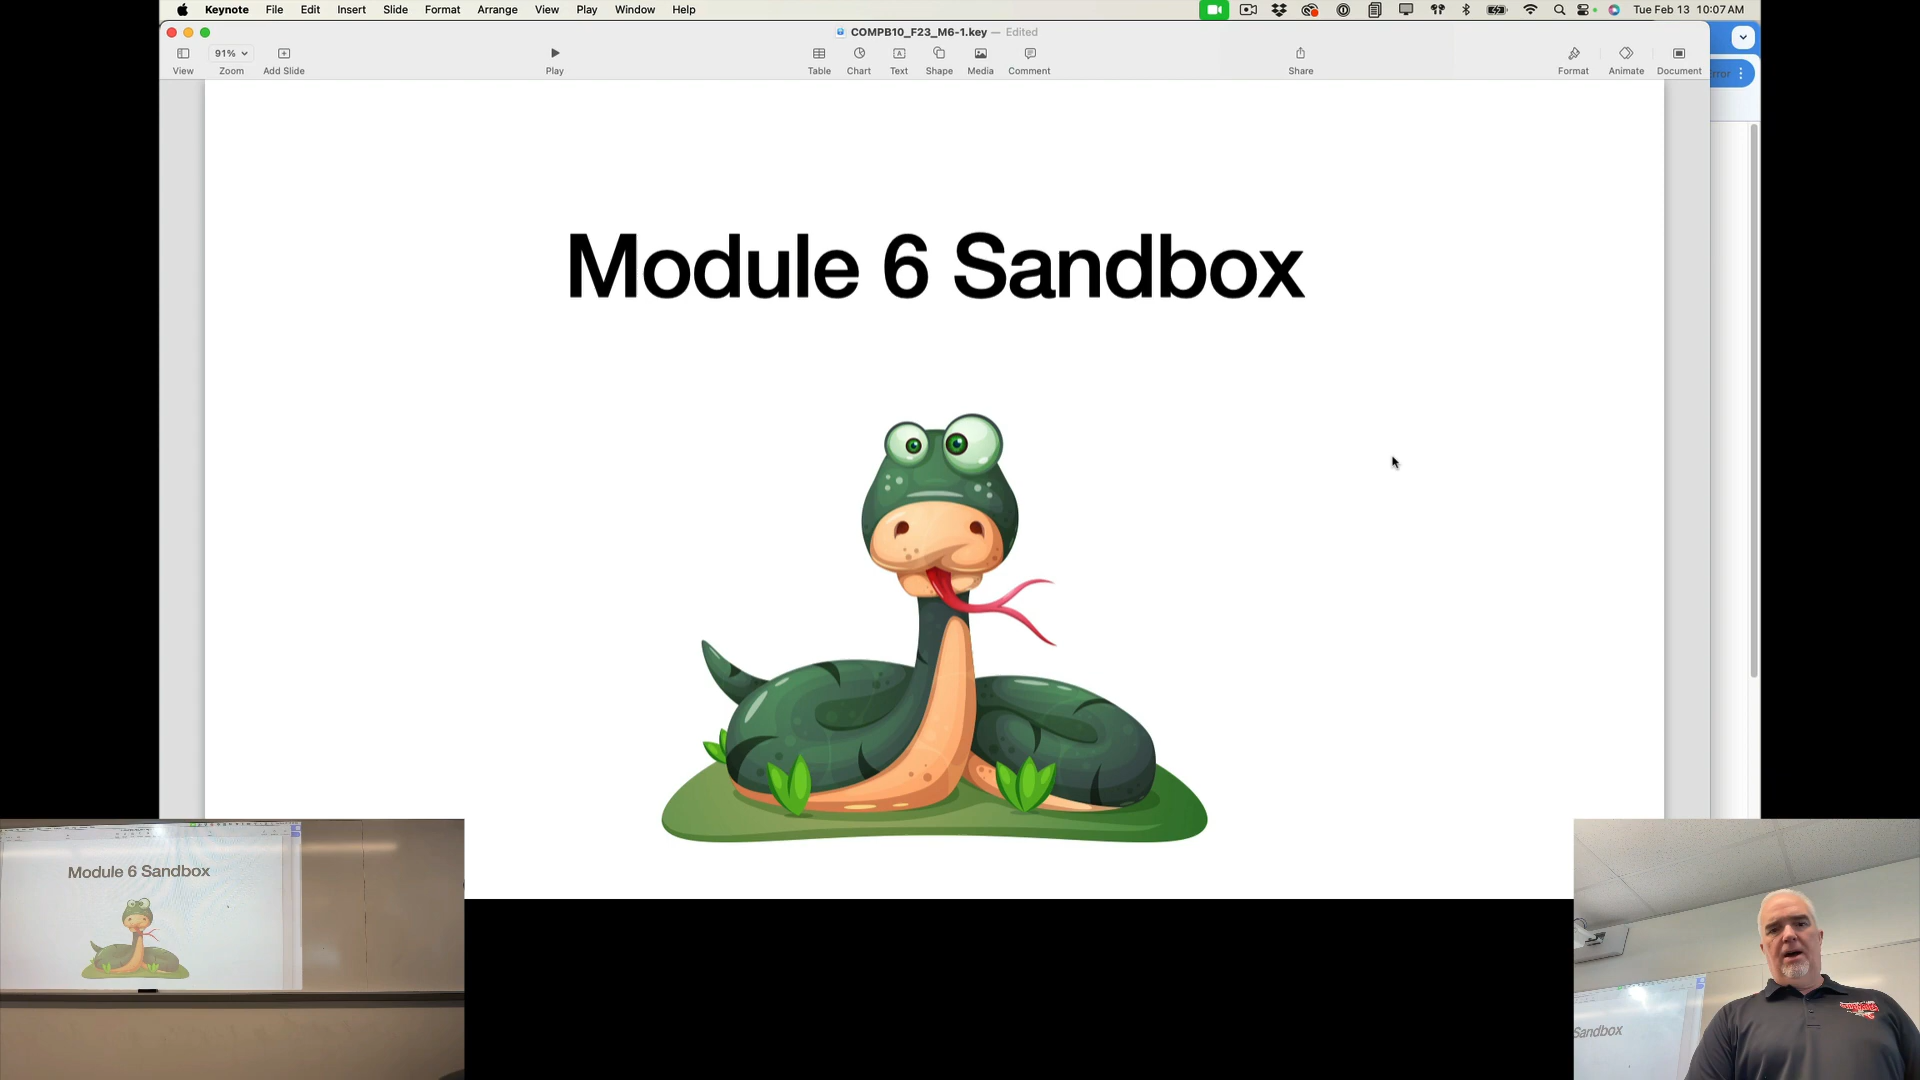 Keynote File Edit Insert Slide Format Arrange View Play Window Help Tue Feb 13 10:07 AM
COMPB10_F23_M6-1.key — Edited
91%
View Zoom Add Slide Play Table Chart Text Shape Media Comment Share Format Animate Document
Module 6 Sandbox
Module 6 Sandbox
Sandbox